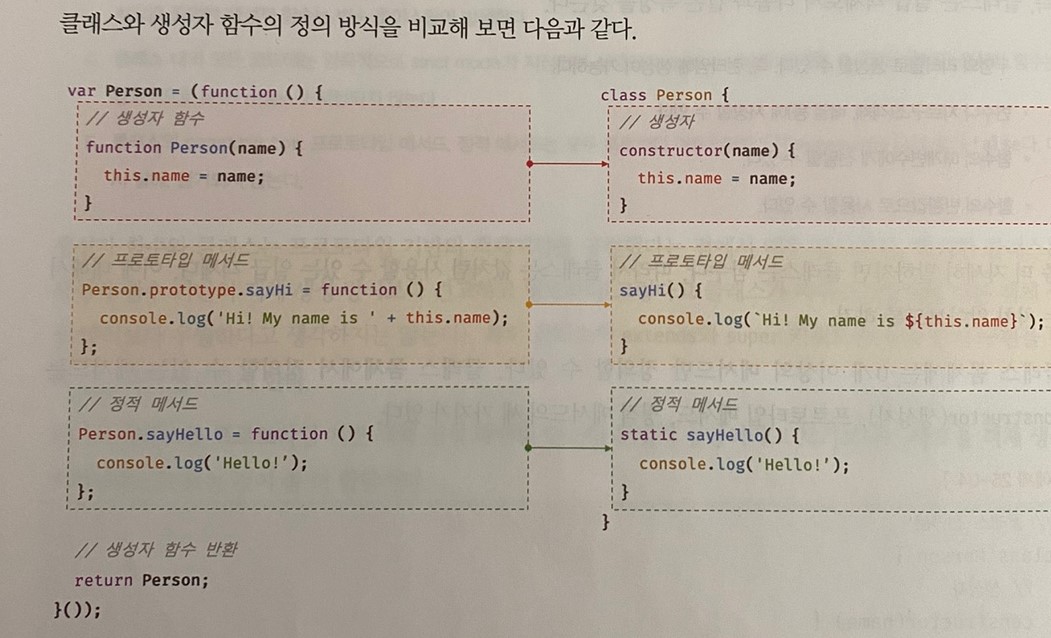 클래스와 생성자 함수의 정의 방식을 비교해 보면 다음과 같다.
var Person = (function () {
// 생성자 함수
function Person(name) {
this.name = name;
}
// 프로토타입 메서드
Person.prototype.sayHi = function () {
console.log('Hi! My name is ' + this.name);
};
// 정적 메서드
Person.sayHello = function () {
console.log('Hello!');
};
// 생성자 함수 반환
return Person;
}());
class Person {
// 생성자
constructor(name) {
this.name = name;
}
// 프로토타입 메서드
sayHi() {
console.log(`Hi! My name is ${this.name}`);
}
// 정적 메서드
static sayHello() {
console.log('Hello!');
}
}